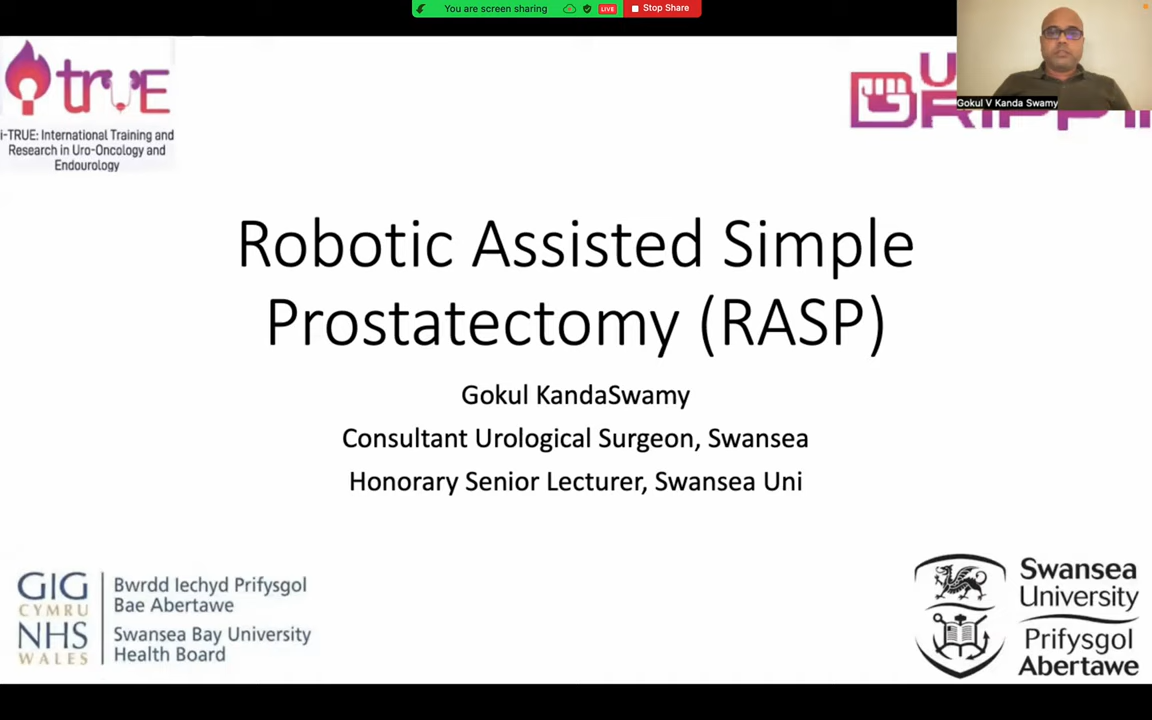 You are screen sharing
LIVE
Stop Share
trUE
i-TRUE: International Training and
Research in Uro-Oncology and
Endourology
Gokul V Kanda Swamy
Robotic Assisted Simple
Prostatectomy (RASP)
Gokul KandaSwamy
Consultant Urological Surgeon, Swansea
Honorary Senior Lecturer, Swansea Uni
GIG
CYMRU
NHS
WALES
Bwrdd Iechyd Prifysgol
Bae Abertawe
Swansea Bay University
Health Board
Swansea
University
Prifysgol
Abertawe